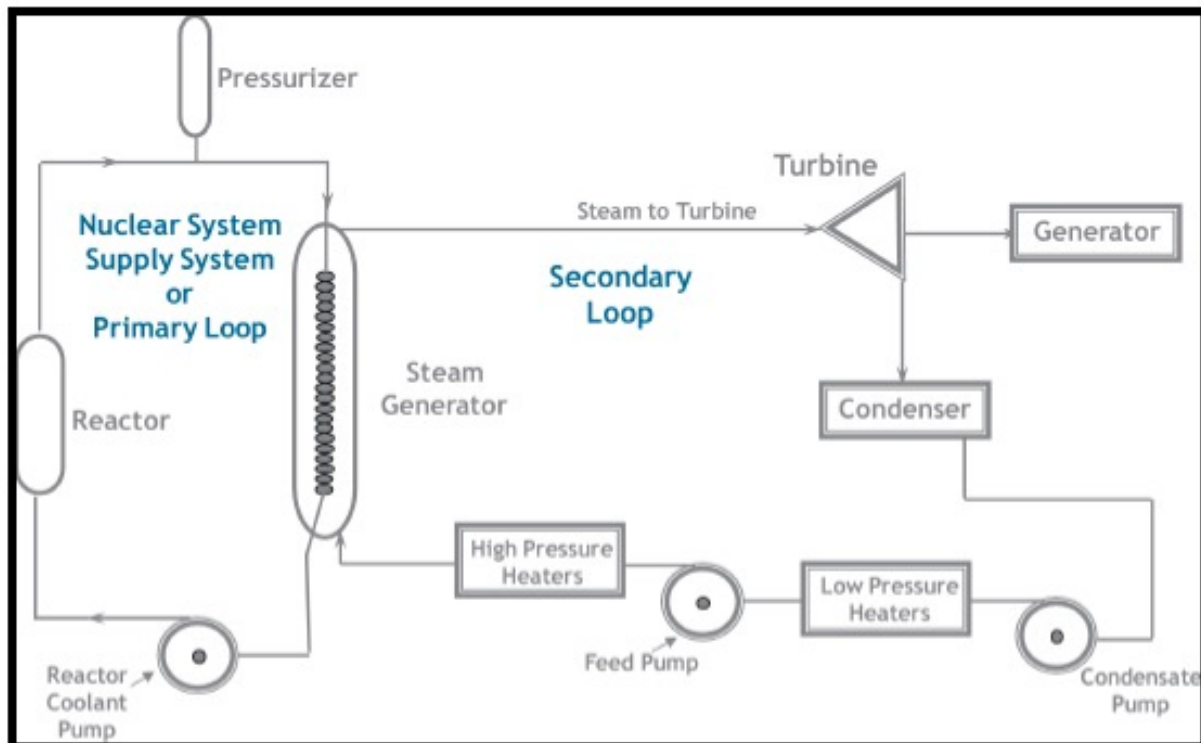 Pressurizer
Nuclear System
Supply System
or
Primary Loop
Reactor
Reactor
Coolant
Pump
Steam
Generator
Steam to Turbine
Secondary
Loop
Turbine
Generator
Condenser
High Pressure
Heaters
Feed Pump
Low Pressure
Heaters
Condensate
Pump